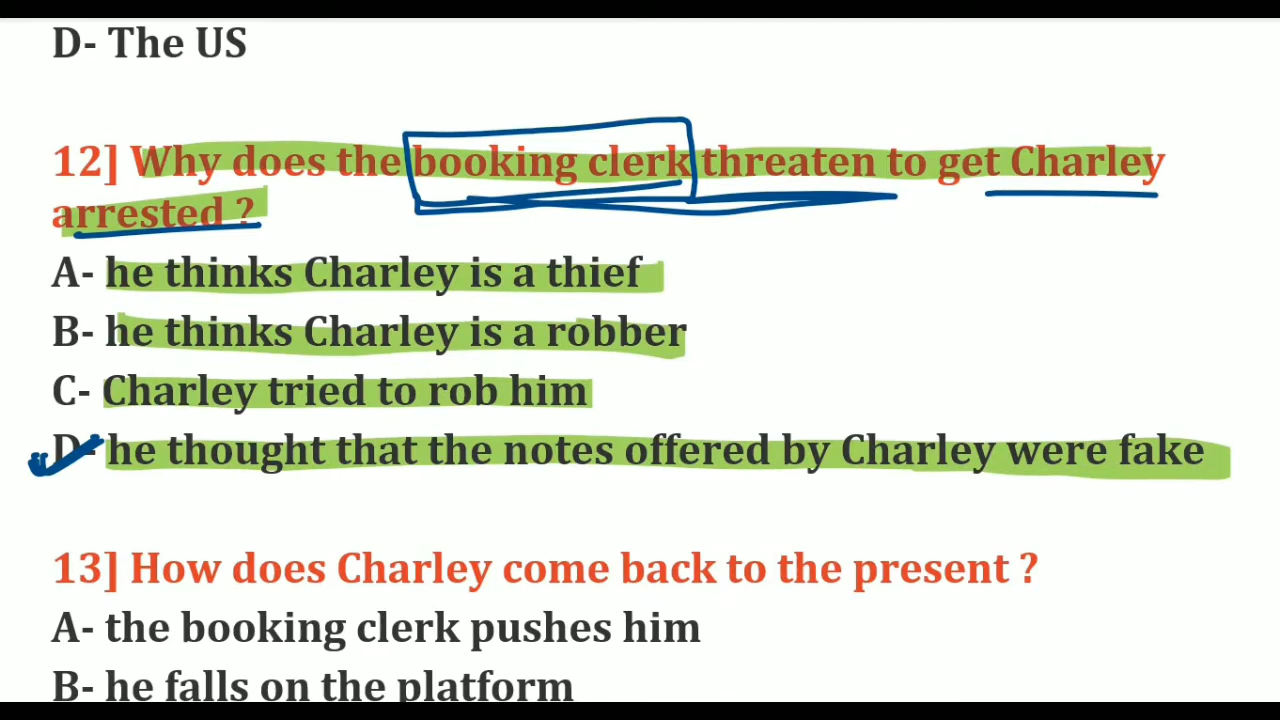 D- The US
12] Why does the booking clerk threaten to get Charley
arrested ?
A- he thinks Charley is a thief
B- he thinks Charley is a robber
C- Charley tried to rob him
D- he thought that the notes offered by Charley were fake
13] How does Charley come back to the present ?
A- the booking clerk pushes him
B- he falls on the platform